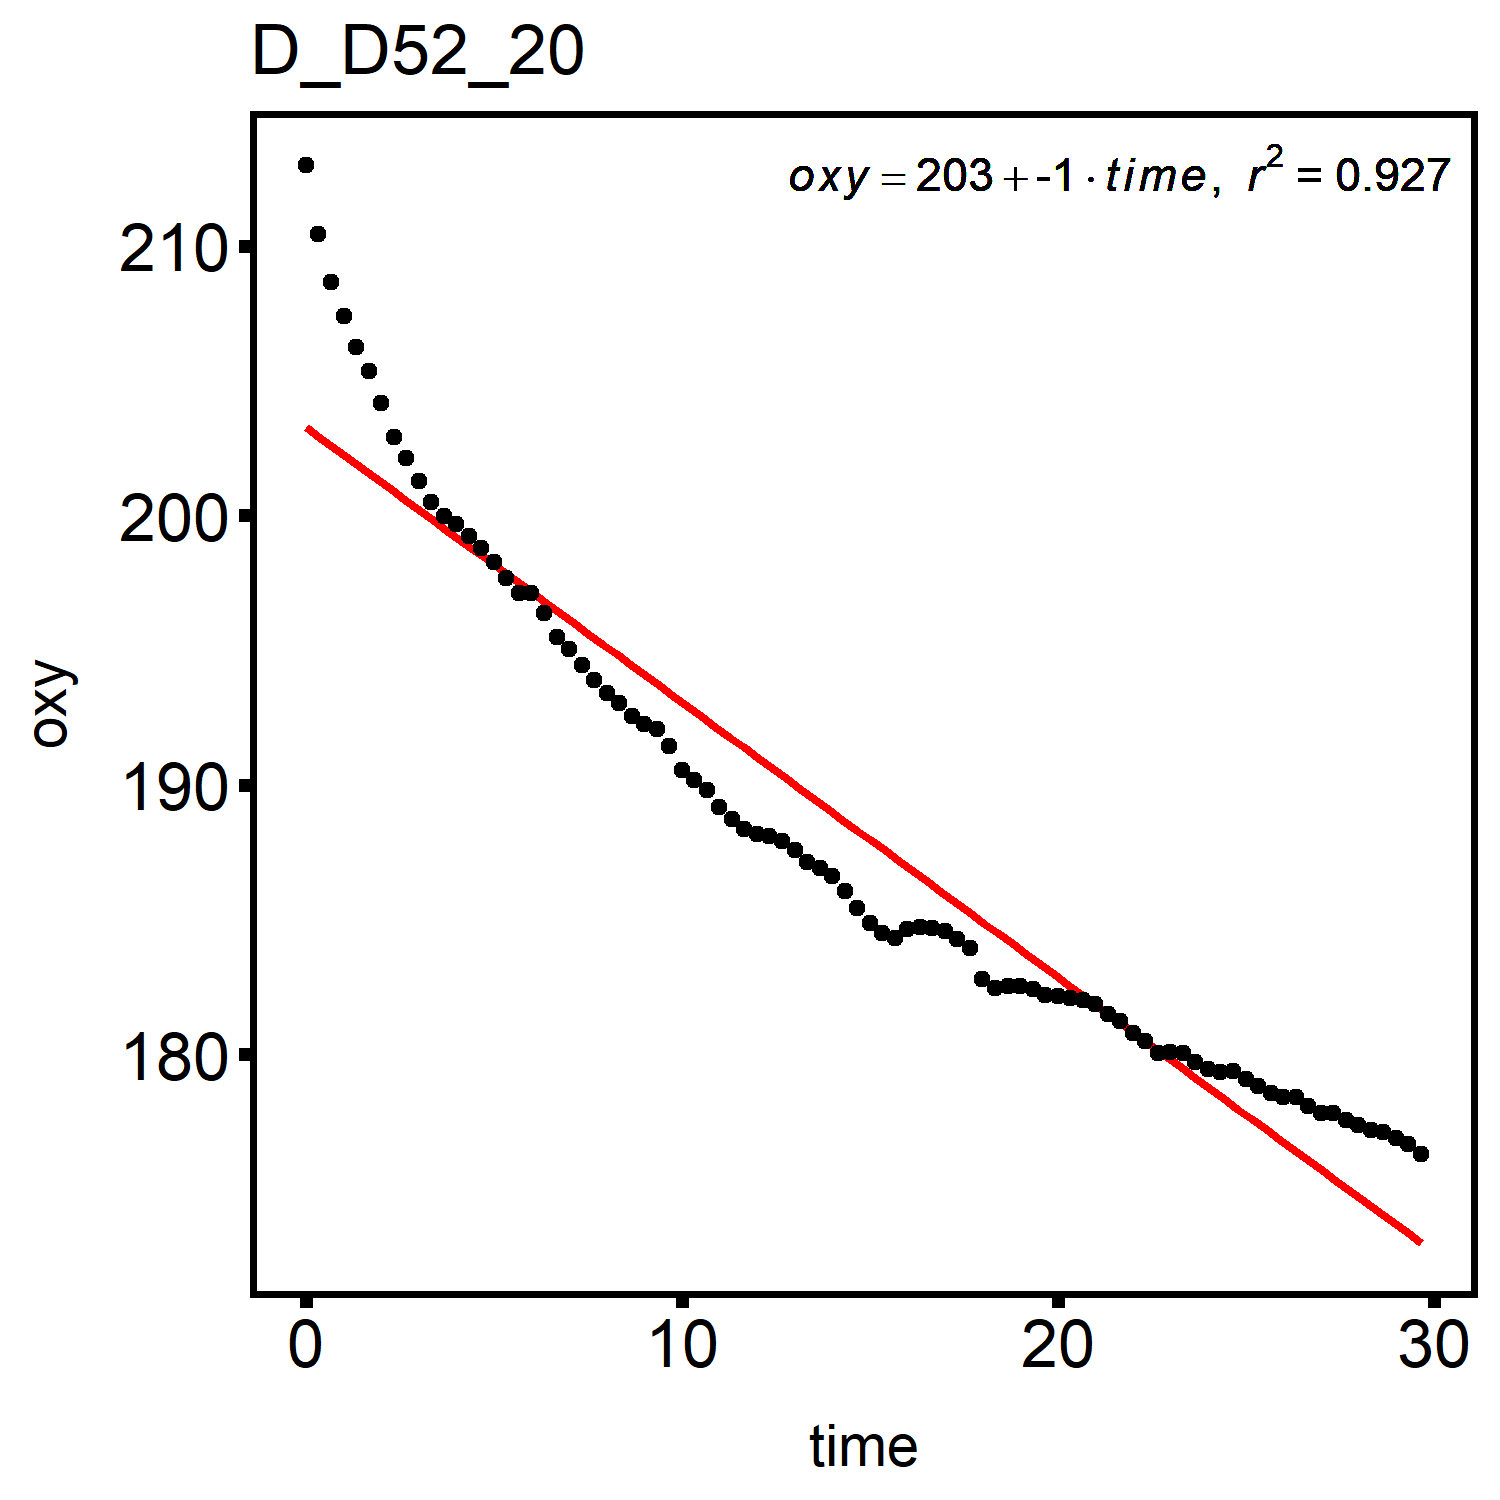 D_D52_20
oxy = 203 + -1 · time, r² = 0.927
210
200
190
180
oxy
0 10 20 30
time